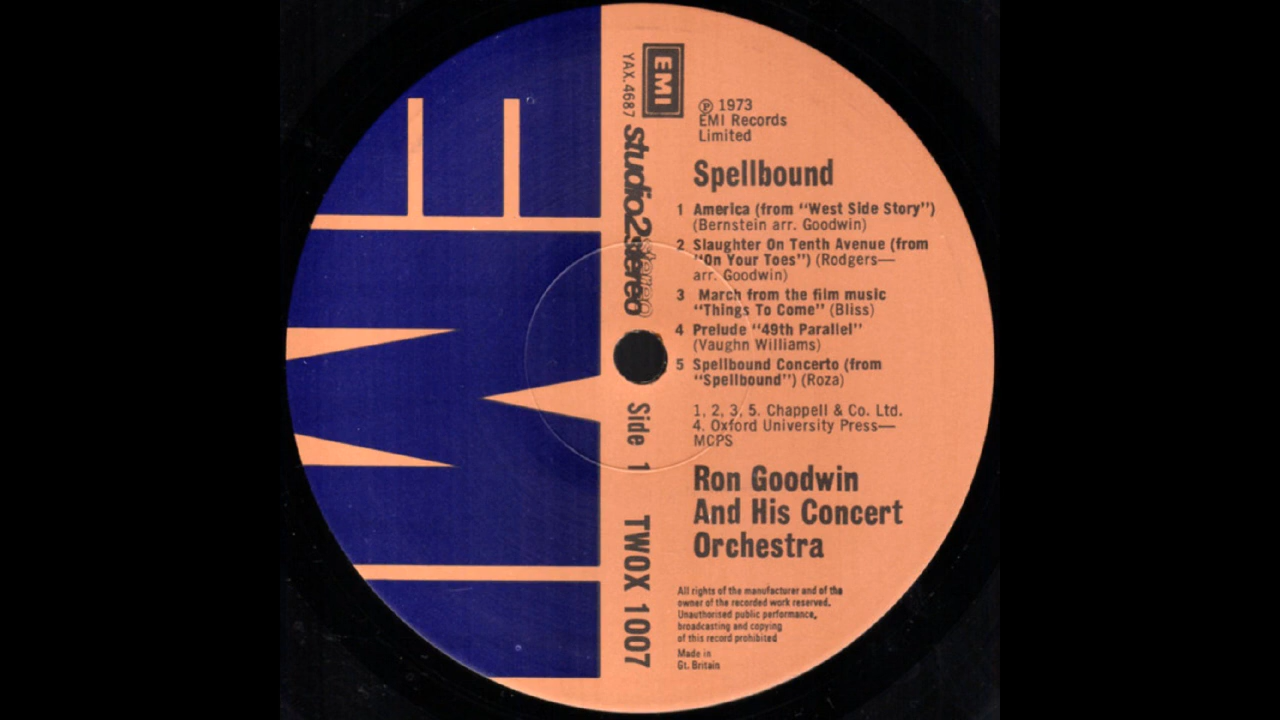 EMI
YAX.4687
studio2stereo
Side 1
TWOX 1007
EMI
℗ 1973
EMI Records
Limited
Spellbound
1 America (from "West Side Story")
(Bernstein arr. Goodwin)
2 Slaughter On Tenth Avenue (from
"On Your Toes") (Rodgers—
arr. Goodwin)
3 March from the film music
"Things To Come" (Bliss)
4 Prelude "49th Parallel"
(Vaughn Williams)
5 Spellbound Concerto (from
"Spellbound") (Roza)
1, 2, 3, 5. Chappell & Co. Ltd.
4. Oxford University Press—
MCPS
Ron Goodwin
And His Concert
Orchestra
All rights of the manufacturer and of the
owner of the recorded work reserved.
Unauthorised public performance,
broadcasting and copying
of this record prohibited
Made in
Gt. Britain